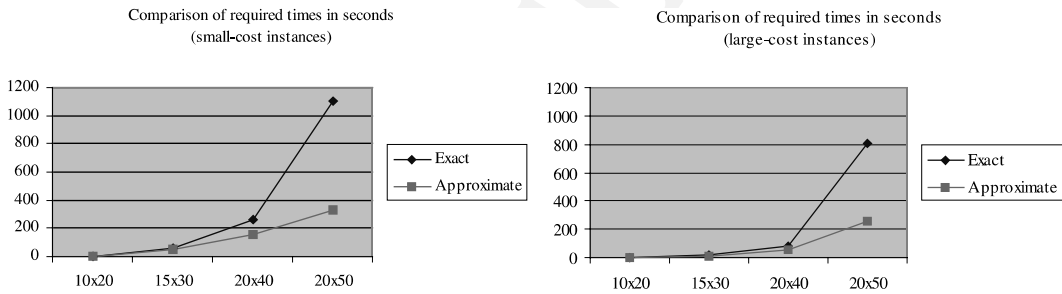 Comparison of required times in seconds
(small-cost instances)
1200
1000
800
600
400
200
0
10x20 15x30 20x40 20x50
Exact
Approximate
Comparison of required times in seconds
(large-cost instances)
1200
1000
800
600
400
200
0
10x20 15x30 20x40 20x50
Exact
Approximate